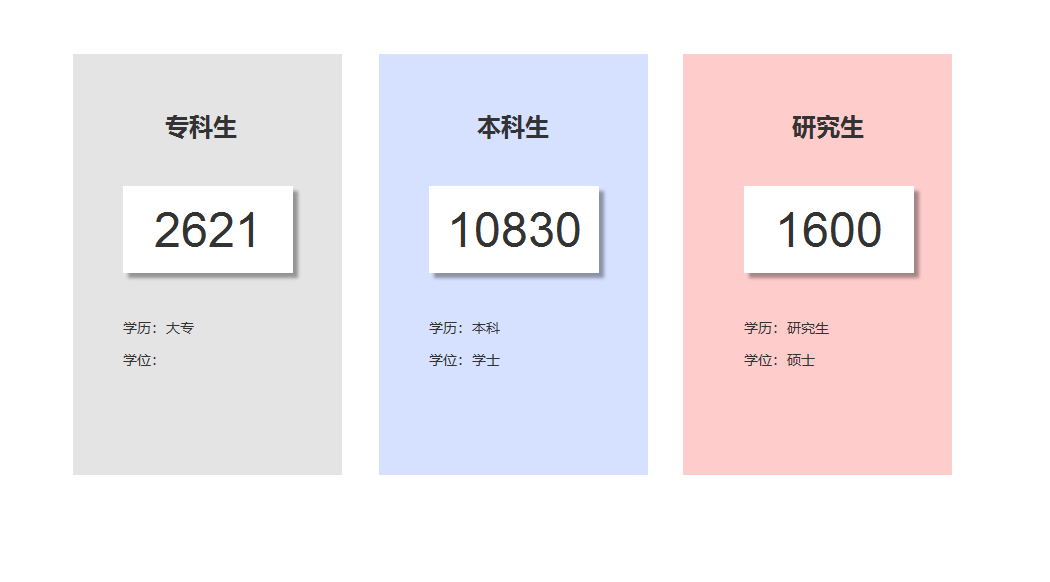 专科生
2621
学历：大专
学位：
本科生
10830
学历：本科
学位：学士
研究生
1600
学历：研究生
学位：硕士